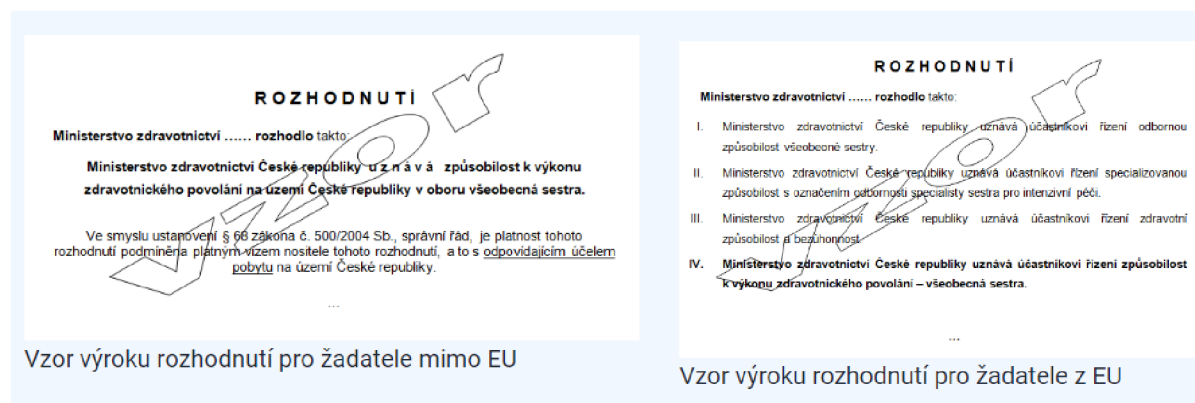 ROZHODNUTÍ
Ministerstvo zdravotnictví ...... rozhodlo takto:
Ministerstvo zdravotnictví České republiky u z n á v á způsobilost k výkonu
zdravotnického povolání na území České republiky v oboru všeobecná sestra.
Ve smyslu ustanovení § 68 zákona č. 500/2004 Sb., správní řád, je platnost tohoto
rozhodnutí podmíněna platným vízem nositele tohoto rozhodnutí, a to s odpovídajícím účelem
pobytu na území České republiky.
...
Vzor
Vzor výroku rozhodnutí pro žadatele mimo EU
ROZHODNUTÍ
Ministerstvo zdravotnictví ...... rozhodlo takto:
I. Ministerstvo zdravotnictví České republiky uznává účastníkovi řízení odbornou
způsobilost všeobecné sestry.
II. Ministerstvo zdravotnictví České republiky uznává účastníkovi řízení specializovanou
způsobilost s označením odbornosti specialisty sestra pro intenzivní péči.
III. Ministerstvo zdravotnictví České republiky uznává účastníkovi řízení zdravotní
způsobilost a bezúhonnost.
IV. Ministerstvo zdravotnictví České republiky uznává účastníkovi řízení způsobilost
k výkonu zdravotnického povolání – všeobecná sestra.
...
Vzor
Vzor výroku rozhodnutí pro žadatele z EU